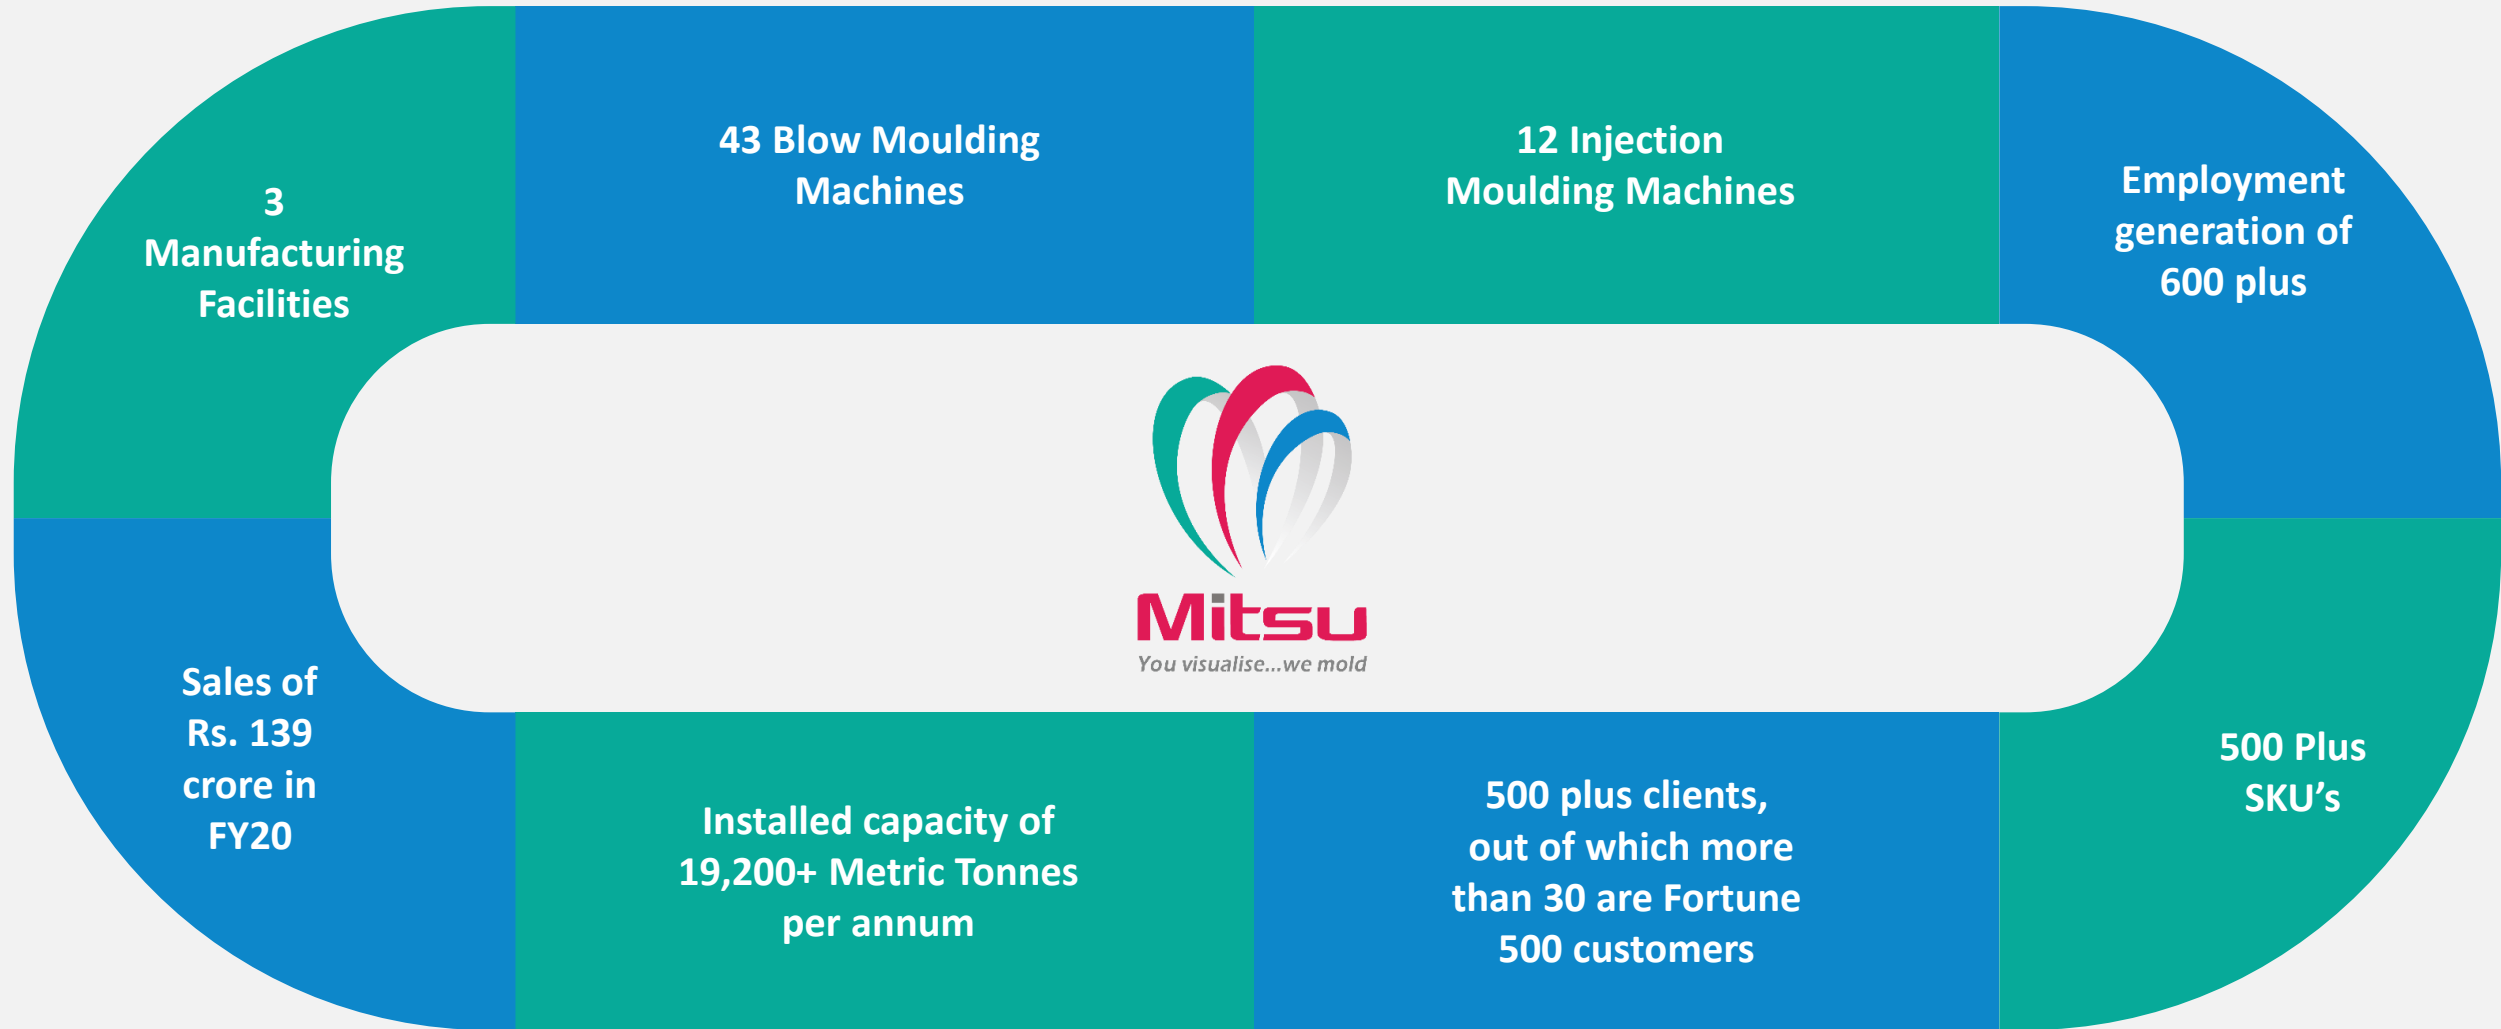 3
Manufacturing
Facilities
43 Blow Moulding
Machines
12 Injection
Moulding Machines
Employment
generation of
600 plus
Mitsu
You visualise...we mold
Sales of
Rs. 139
crore in
FY20
Installed capacity of
19,200+ Metric Tonnes
per annum
500 plus clients,
out of which more
than 30 are Fortune
500 customers
500 Plus
SKU’s